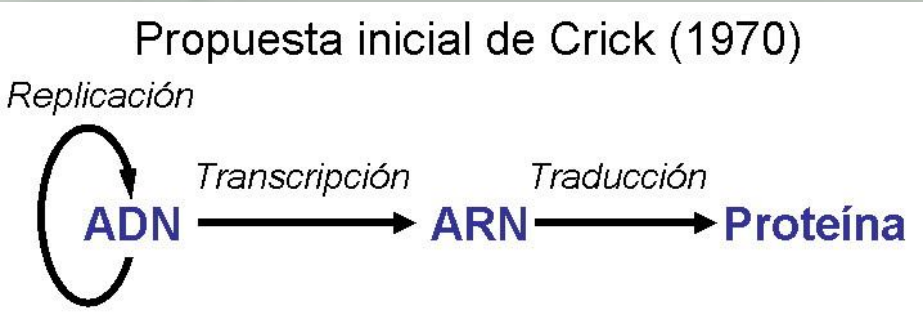 Propuesta inicial de Crick (1970)
Replicación
Transcripción Traducción
ADN ARN Proteína